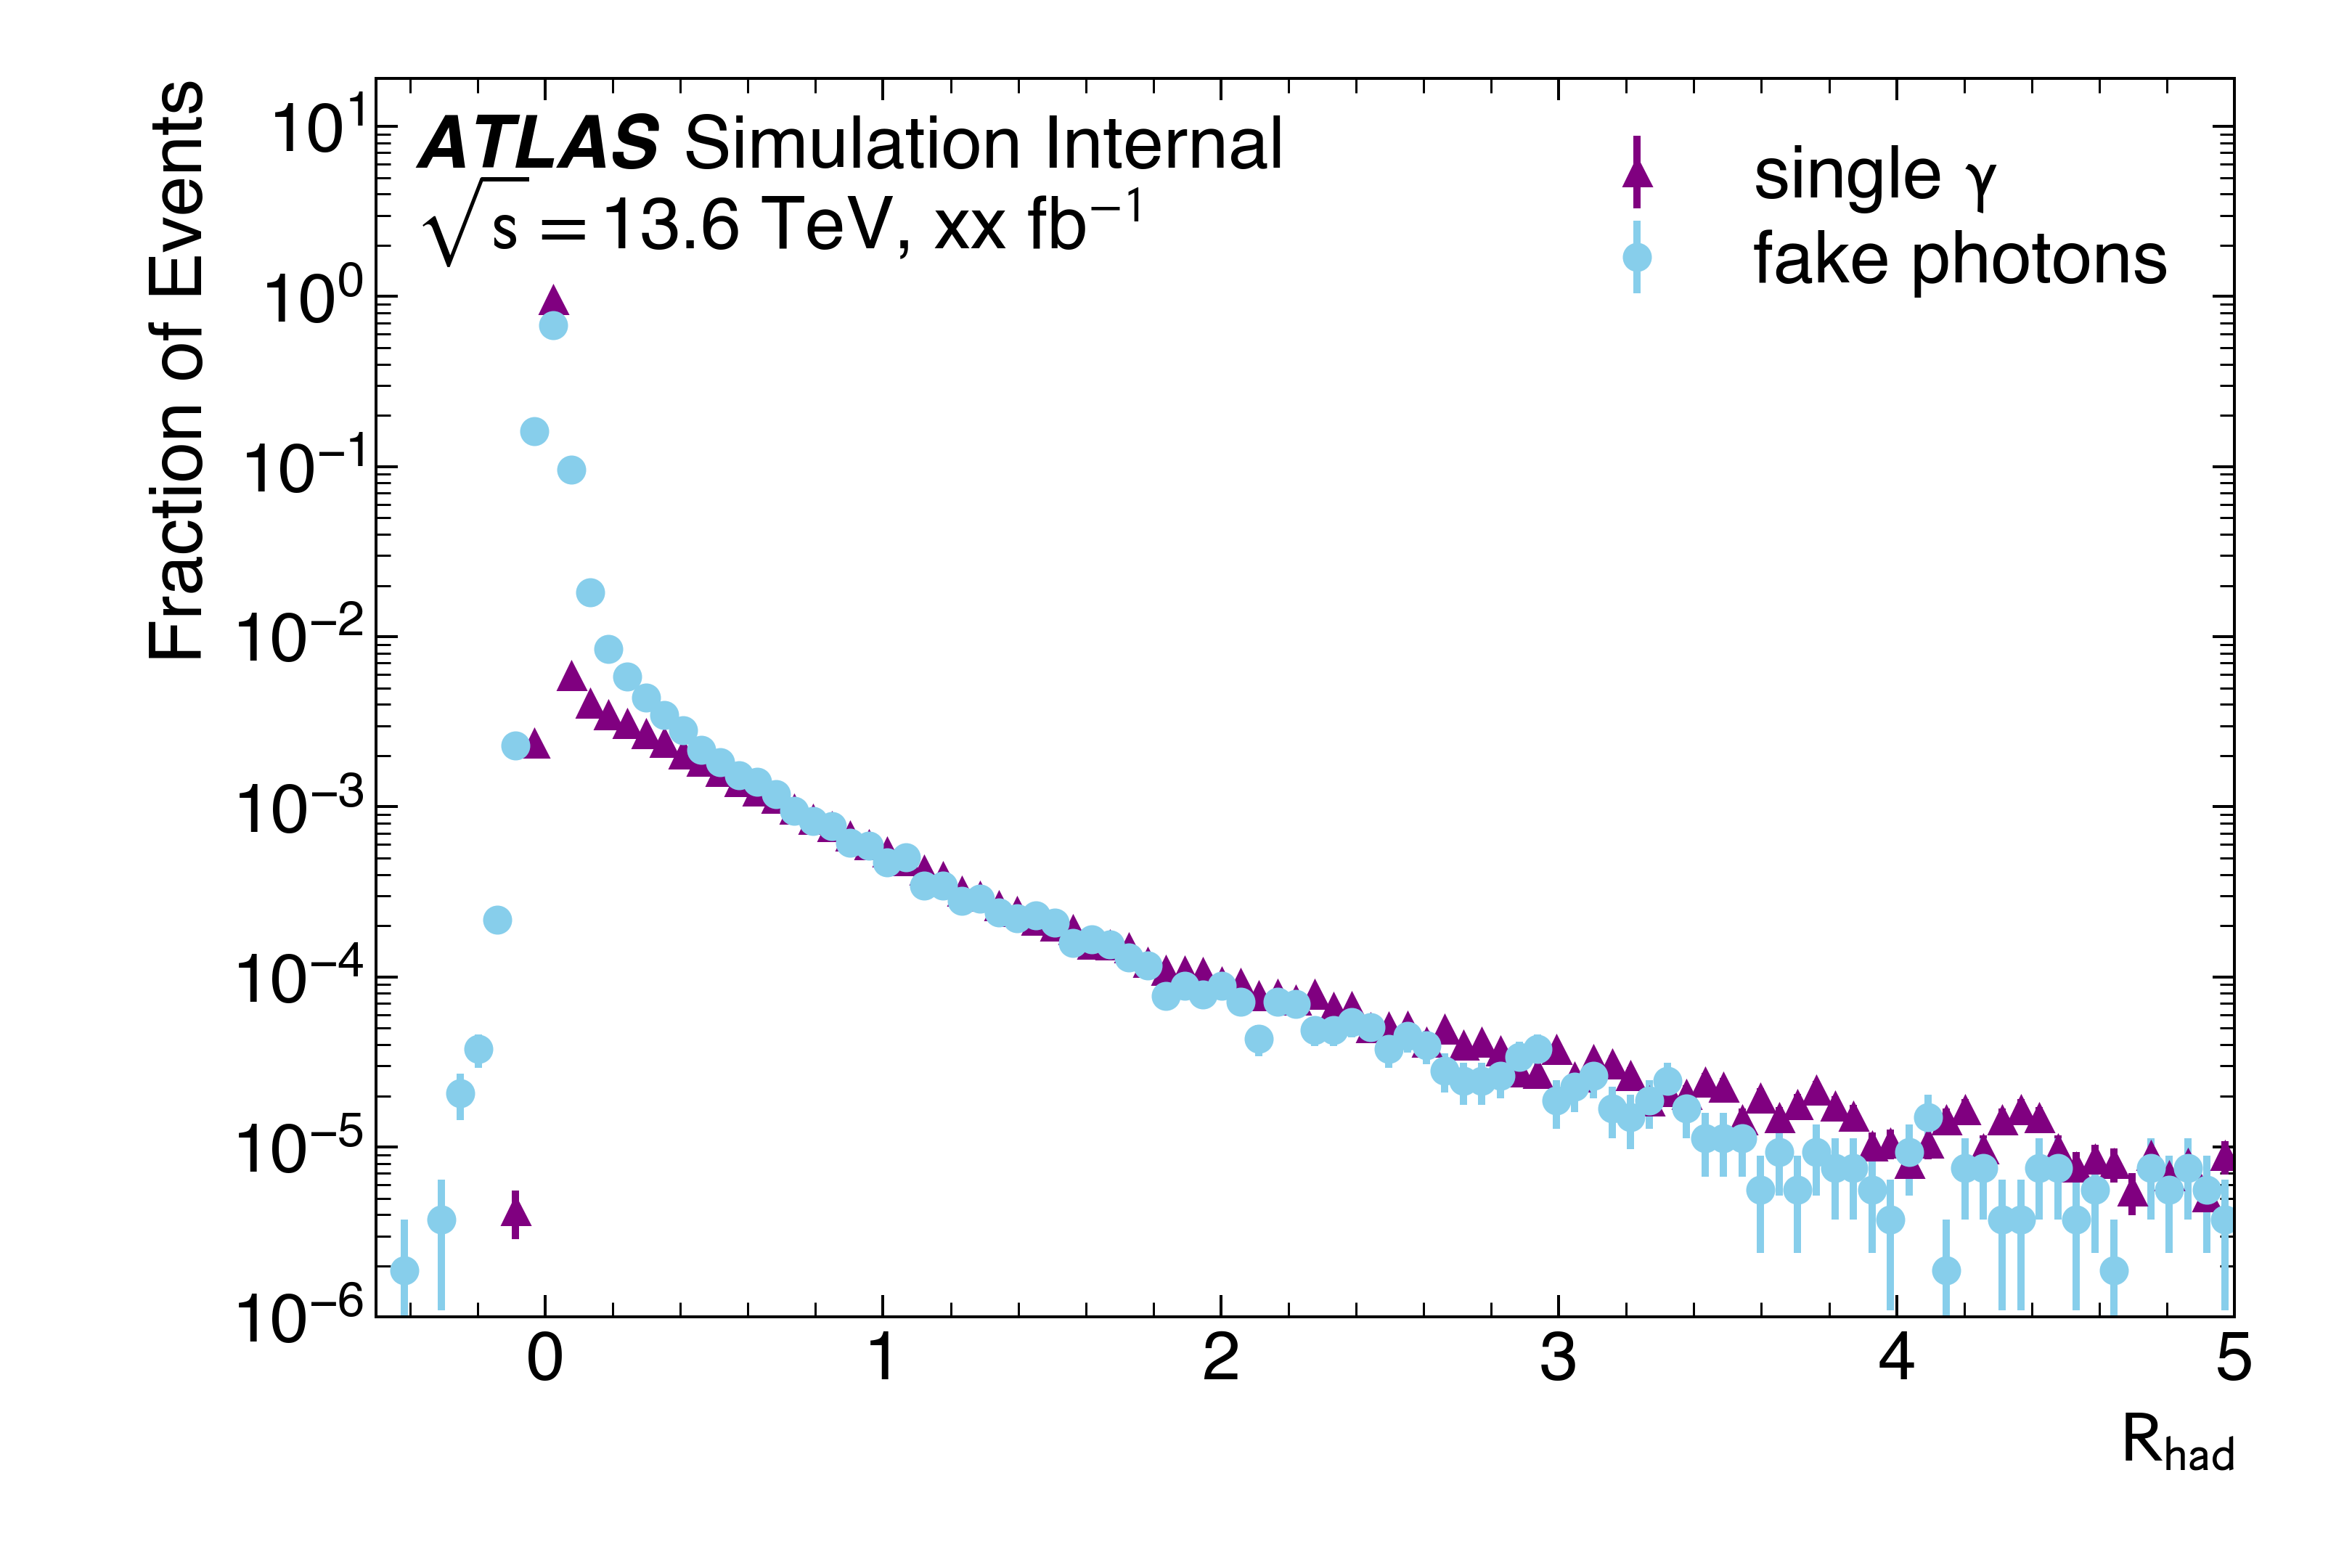 Fraction of Events
10¹
10⁰
10⁻¹
10⁻²
10⁻³
10⁻⁴
10⁻⁵
10⁻⁶
ATLAS Simulation Internal
√s = 13.6 TeV, xx fb⁻¹
single γ
fake photons
0 1 2 3 4 5
R_had